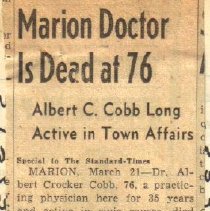 Marion Doctor
Is Dead at 76
Albert C. Cobb Long
Active in Town Affairs
Special to The Standard-Times
MARION, March 21—Dr. Al-
bert Crocker Cobb, 76, a practic-
ing physician here for 35 years